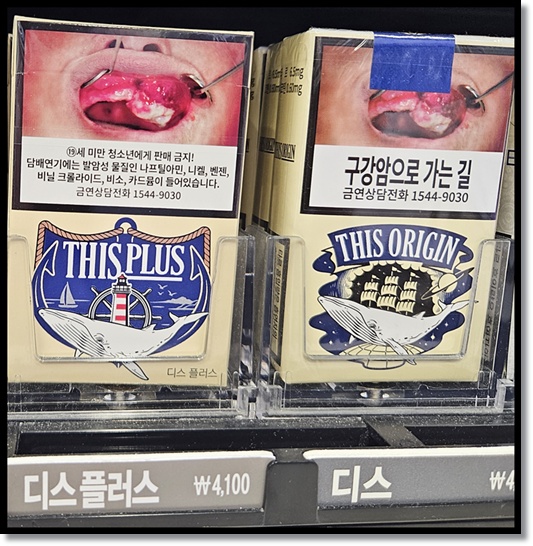 ⑲세 미만 청소년에게 판매 금지!
담배연기에는 발암성 물질인 나프틸아민, 니켈, 벤젠,
비닐 크롤라이드, 비소, 카드뮴이 들어있습니다.
금연상담전화 1544-9030
THIS PLUS
디스 플러스
구강암으로 가는 길
금연상담전화 1544-9030
THIS ORIGIN
디스플러스 ₩4,100
디스 ₩4